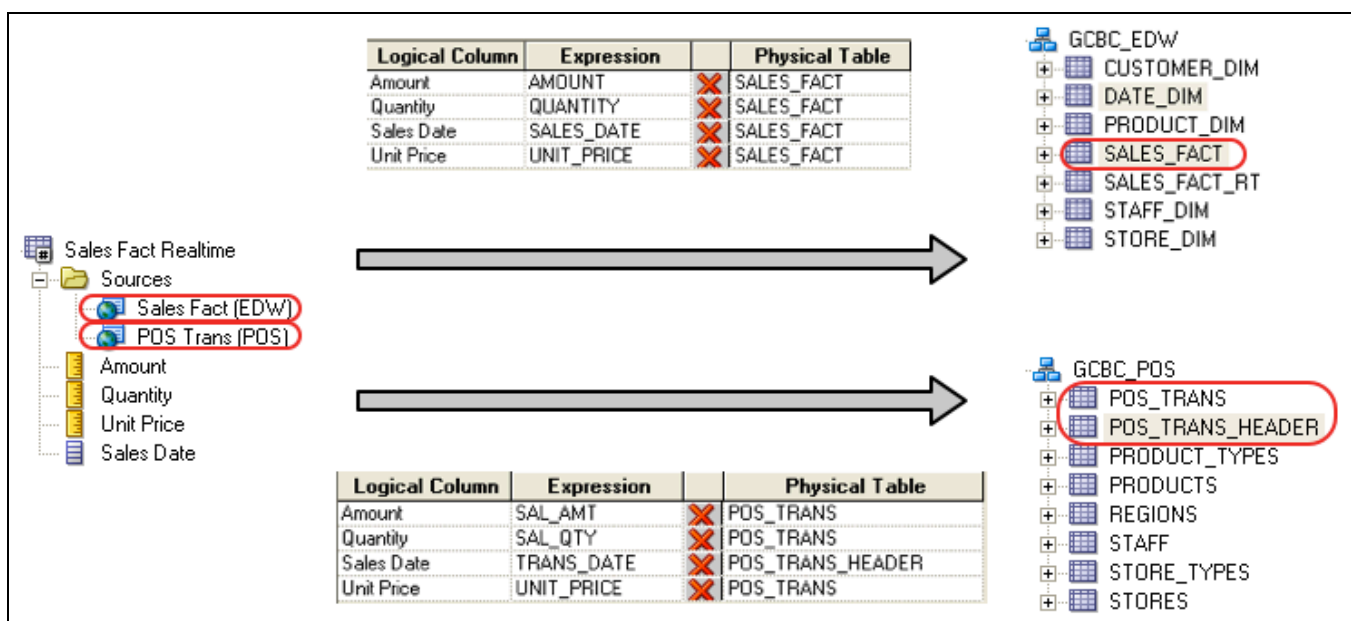 Logical Column Expression Physical Table
Amount AMOUNT SALES_FACT
Quantity QUANTITY SALES_FACT
Sales Date SALES_DATE SALES_FACT
Unit Price UNIT_PRICE SALES_FACT
GCBC_EDW
CUSTOMER_DIM
DATE_DIM
PRODUCT_DIM
SALES_FACT
SALES_FACT_RT
STAFF_DIM
STORE_DIM
Sales Fact Realtime
Sources
Sales Fact (EDW)
POS Trans (POS)
Amount
Quantity
Unit Price
Sales Date
GCBC_POS
POS_TRANS
POS_TRANS_HEADER
PRODUCT_TYPES
PRODUCTS
REGIONS
STAFF
STORE_TYPES
STORES
Logical Column Expression Physical Table
Amount SAL_AMT POS_TRANS
Quantity SAL_QTY POS_TRANS
Sales Date TRANS_DATE POS_TRANS_HEADER
Unit Price UNIT_PRICE POS_TRANS